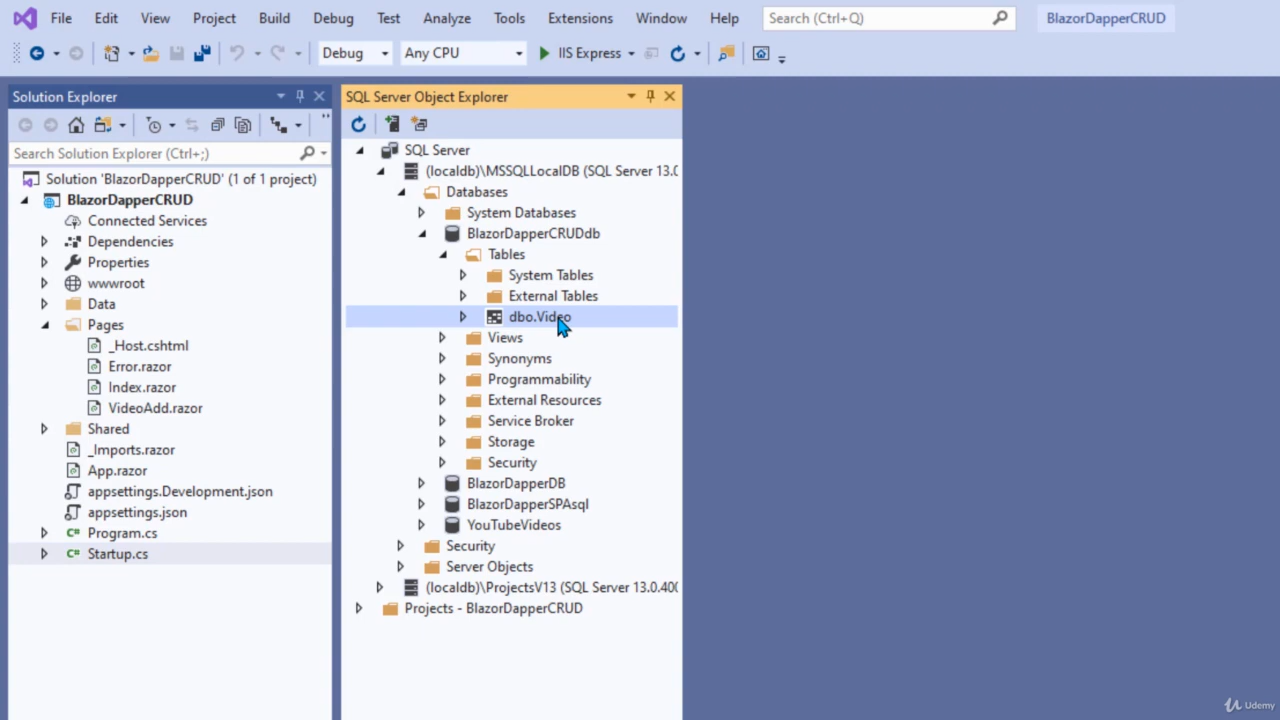 File Edit View Project Build Debug Test Analyze Tools Extensions Window Help Search (Ctrl+Q) BlazorDapperCRUD
Debug Any CPU IIS Express
Solution Explorer
Search Solution Explorer (Ctrl+;)
Solution 'BlazorDapperCRUD' (1 of 1 project)
BlazorDapperCRUD
Connected Services
Dependencies
Properties
wwwroot
Data
Pages
_Host.cshtml
Error.razor
Index.razor
VideoAdd.razor
Shared
_Imports.razor
App.razor
appsettings.Development.json
appsettings.json
C# Program.cs
C# Startup.cs
SQL Server Object Explorer
SQL Server
(localdb)\MSSQLLocalDB (SQL Server 13.0
Databases
System Databases
BlazorDapperCRUDdb
Tables
System Tables
External Tables
dbo.Video
Views
Synonyms
Programmability
External Resources
Service Broker
Storage
Security
BlazorDapperDB
BlazorDapperSPAsql
YouTubeVideos
Security
Server Objects
(localdb)\ProjectsV13 (SQL Server 13.0.400
Projects - BlazorDapperCRUD
Udemy